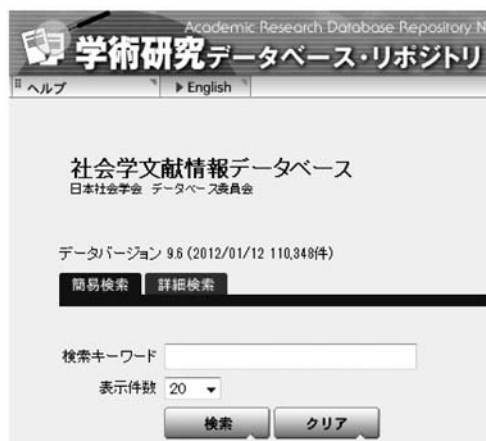 Academic Research Database Repository
学術研究データベース・リポジトリ
ヘルプ
English
社会学文献情報データベース
日本社会学会 データベース委員会
データバージョン 9.6 (2012/01/12 110,348件)
簡易検索 詳細検索
検索キーワード
表示件数 20
検索 クリア